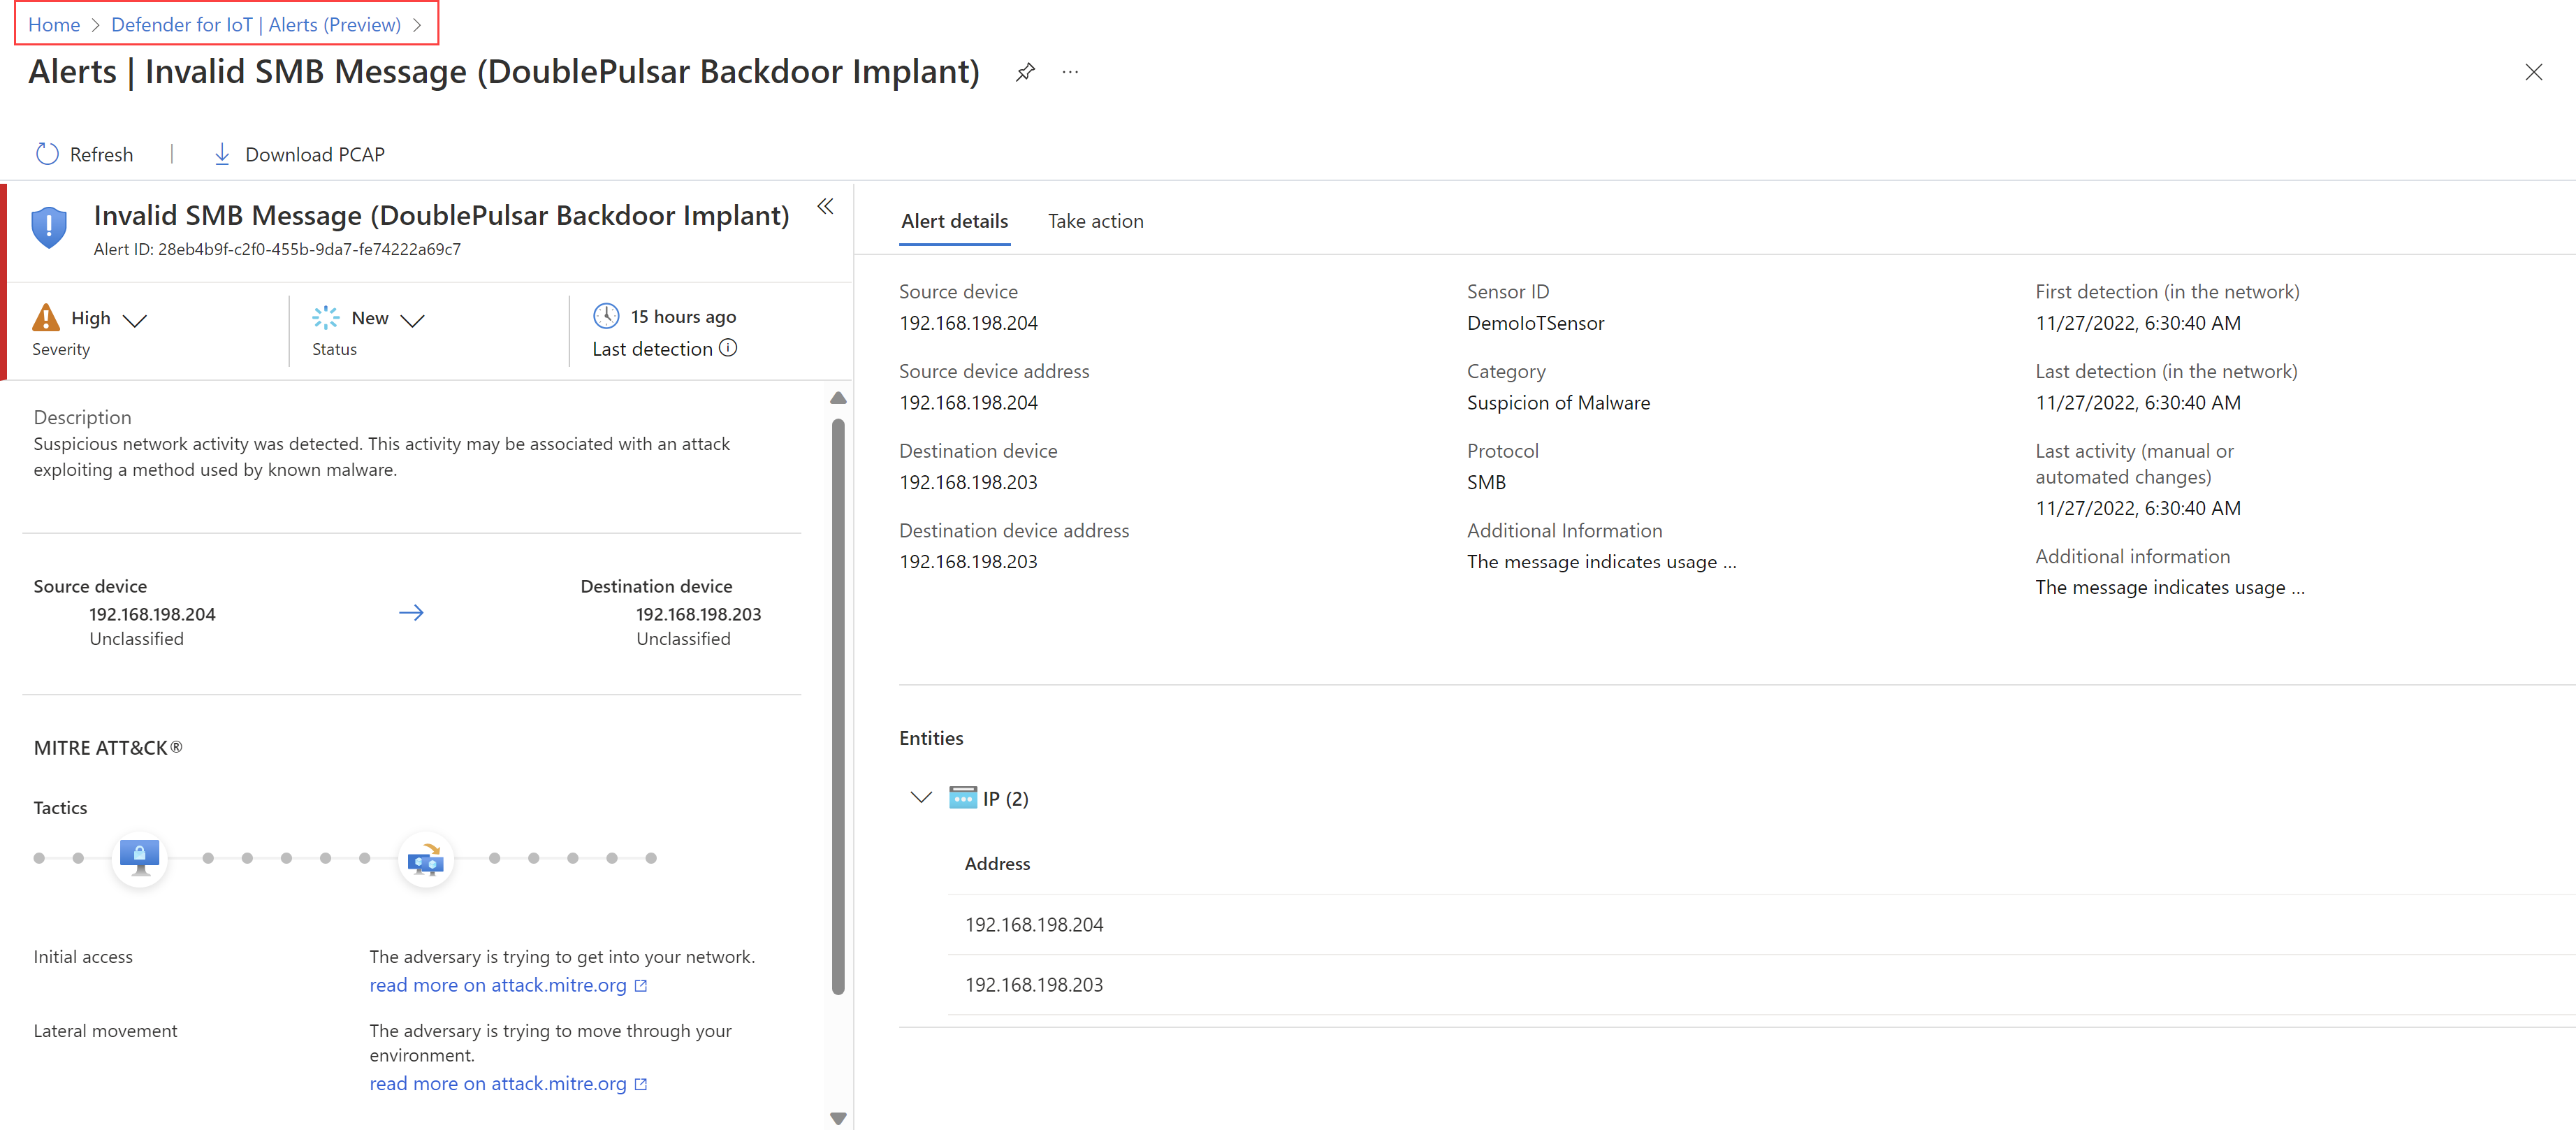 Home > Defender for IoT | Alerts (Preview) >
Alerts | Invalid SMB Message (DoublePulsar Backdoor Implant) ...
Refresh | Download PCAP
Invalid SMB Message (DoublePulsar Backdoor Implant)
Alert ID: 28eb4b9f-c2f0-455b-9da7-fe74222a69c7
High
Severity
New
Status
15 hours ago
Last detection
Description
Suspicious network activity was detected. This activity may be associated with an attack
exploiting a method used by known malware.
Source device
192.168.198.204
Unclassified
Destination device
192.168.198.203
Unclassified
MITRE ATT&CK®
Tactics
Initial access
The adversary is trying to get into your network.
read more on attack.mitre.org
Lateral movement
The adversary is trying to move through your
environment.
read more on attack.mitre.org
Alert details
Take action
Source device
192.168.198.204
Source device address
192.168.198.204
Destination device
192.168.198.203
Destination device address
192.168.198.203
Sensor ID
DemoIoTSensor
Category
Suspicion of Malware
Protocol
SMB
Additional Information
The message indicates usage ...
First detection (in the network)
11/27/2022, 6:30:40 AM
Last detection (in the network)
11/27/2022, 6:30:40 AM
Last activity (manual or
automated changes)
11/27/2022, 6:30:40 AM
Additional information
The message indicates usage ...
Entities
IP (2)
Address
192.168.198.204
192.168.198.203